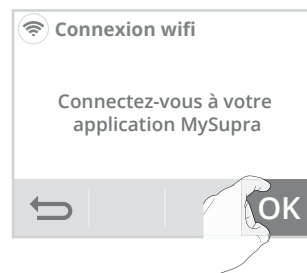 Connexion wifi
Connectez-vous à votre
application MySupra
OK